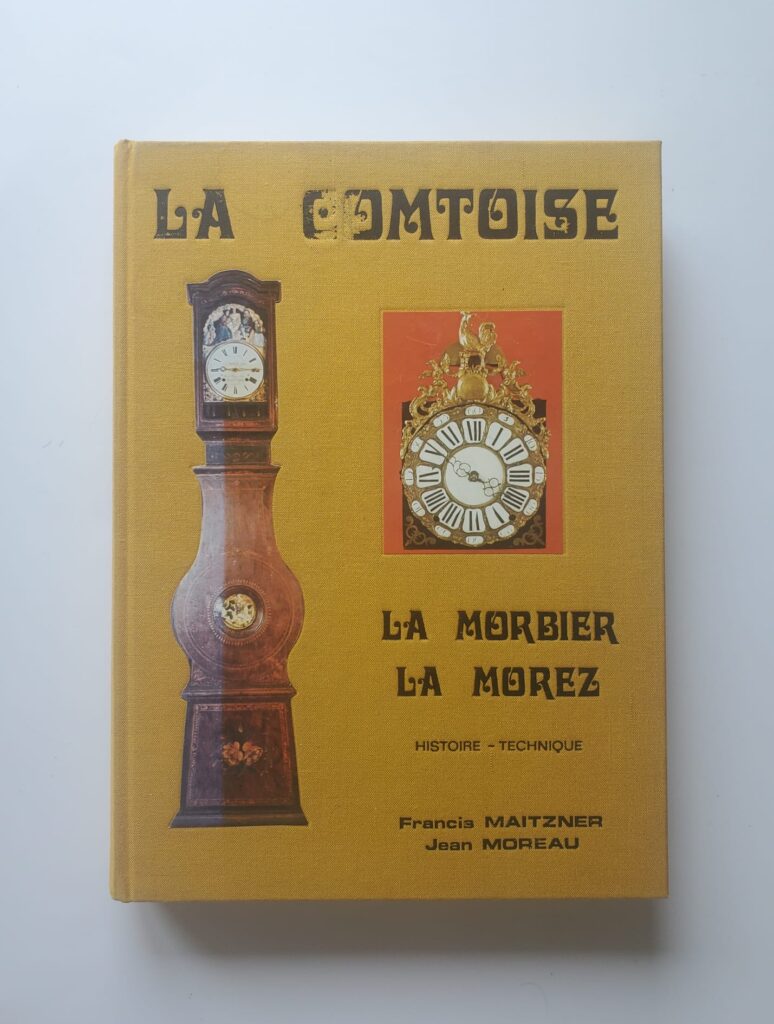 LA COMTOISE
LA MORBIER
LA MOREZ
HISTOIRE - TECHNIQUE
Francis MAITZNER
Jean MOREAU